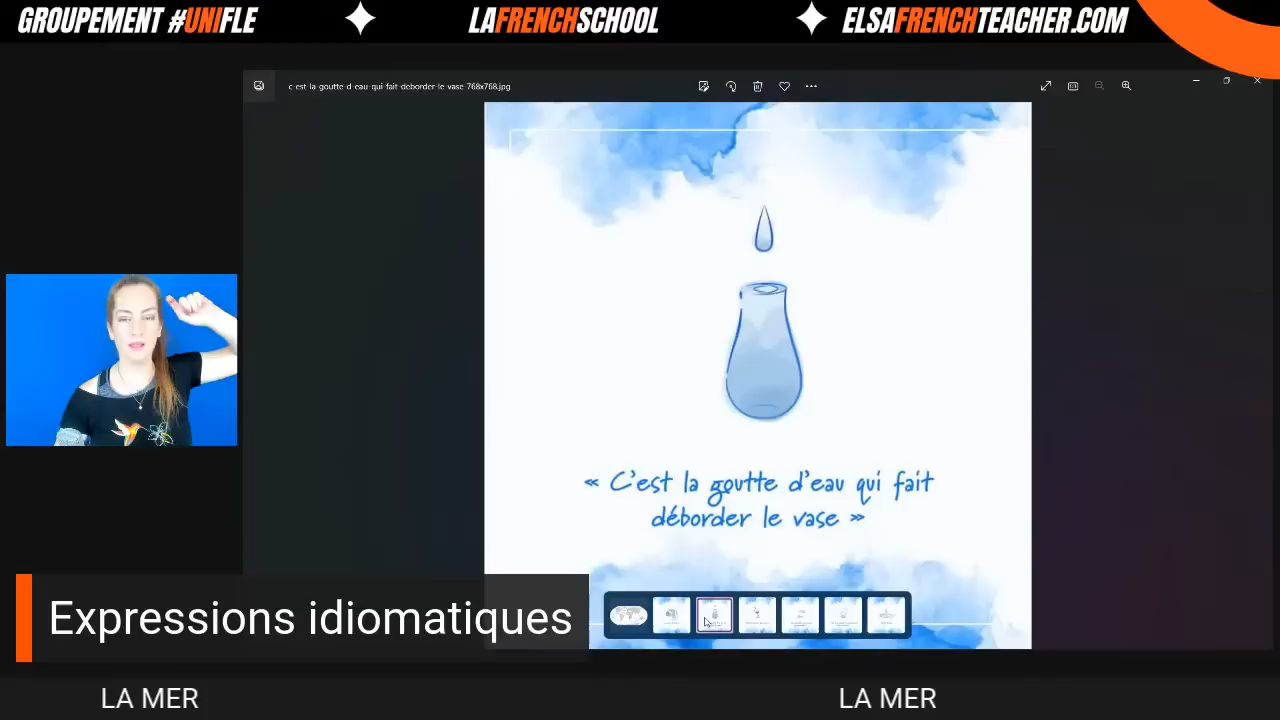 GROUPEMENT #UNIFLE
LAFRENCHSCHOOL
ELSAFRENCHTEACHER.COM
c est la goutte d eau qui fait deborder le vase 768x768.jpg
« C'est la goutte d'eau qui fait
déborder le vase »
Expressions idiomatiques
LA MER
LA MER